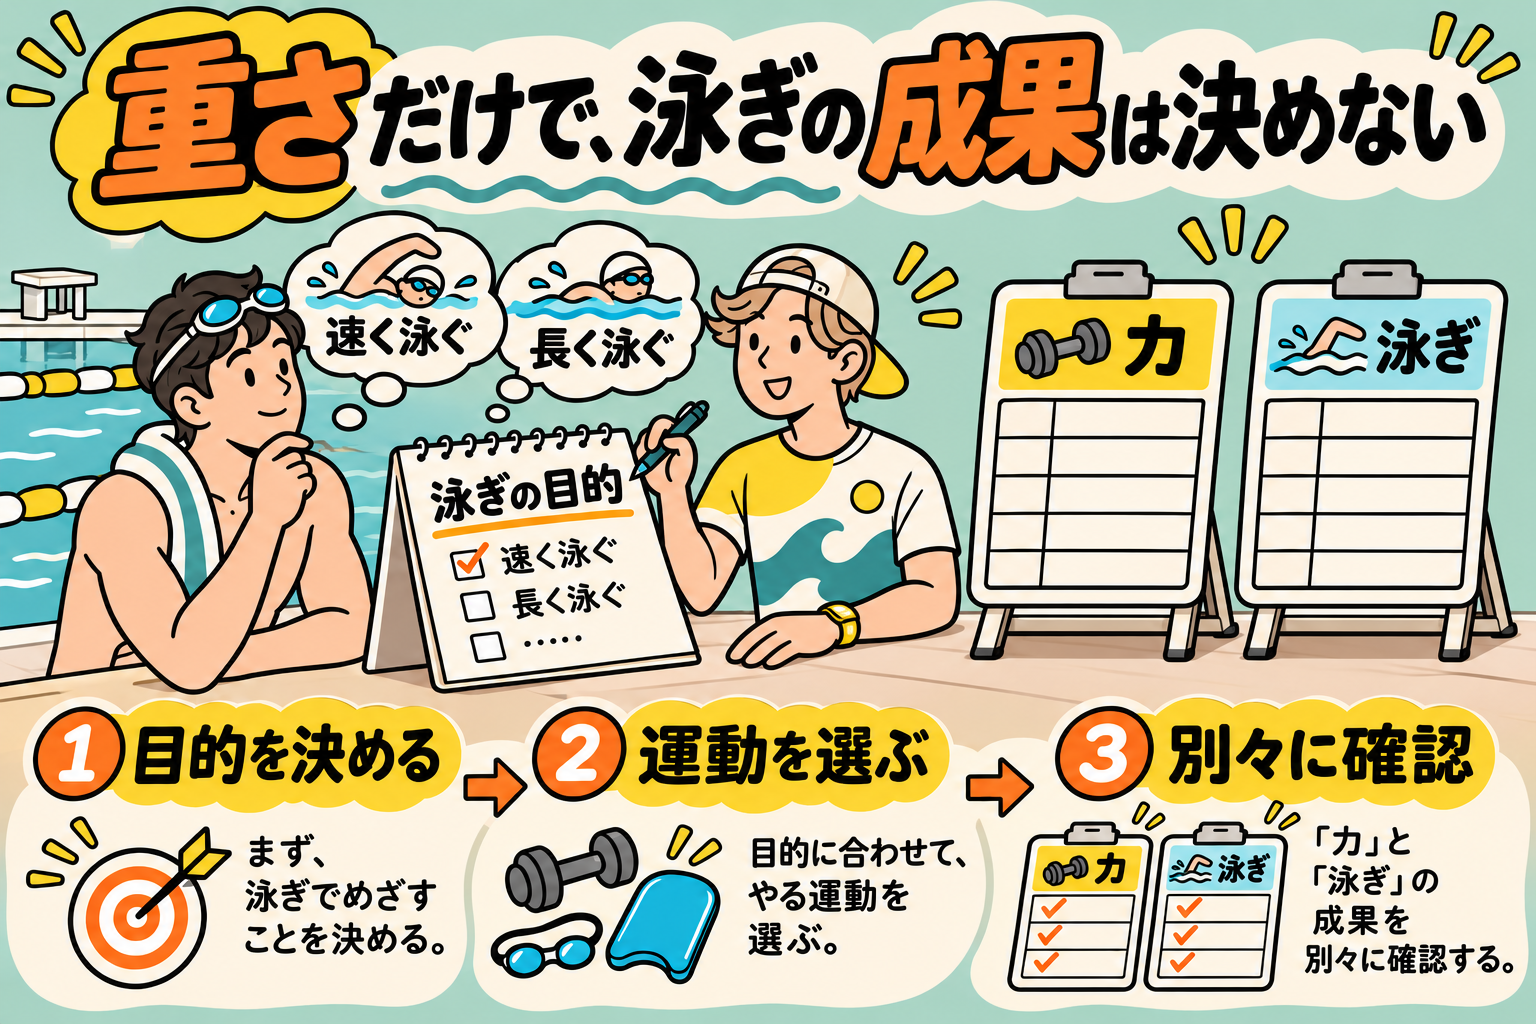 重さだけで、泳ぎの成果は決めない
速く泳ぐ
長く泳ぐ
泳ぎの目的
速く泳ぐ
長く泳ぐ
・・・・・
力
泳ぎ
1 目的を決める
まず、
泳ぎでめざす
ことを決める。
2 運動を選ぶ
目的に合わせて、
やる運動を
選ぶ。
3 別々に確認
力
泳ぎ
「力」と
「泳ぎ」の
成果を
別々に確認する。